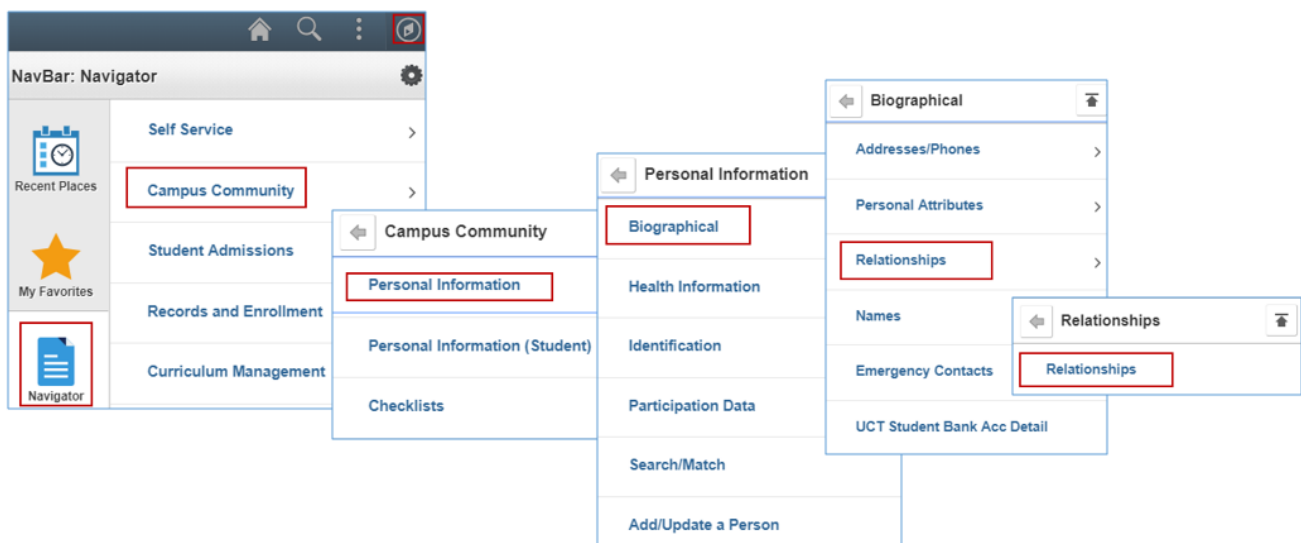 NavBar: Navigator
Recent Places
My Favorites
Navigator
Self Service
Campus Community
Student Admissions
Records and Enrollment
Curriculum Management
Campus Community
Personal Information
Personal Information (Student)
Checklists
Personal Information
Biographical
Health Information
Identification
Participation Data
Search/Match
Add/Update a Person
Biographical
Addresses/Phones
Personal Attributes
Relationships
Names
Emergency Contacts
UCT Student Bank Acc Detail
Relationships
Relationships